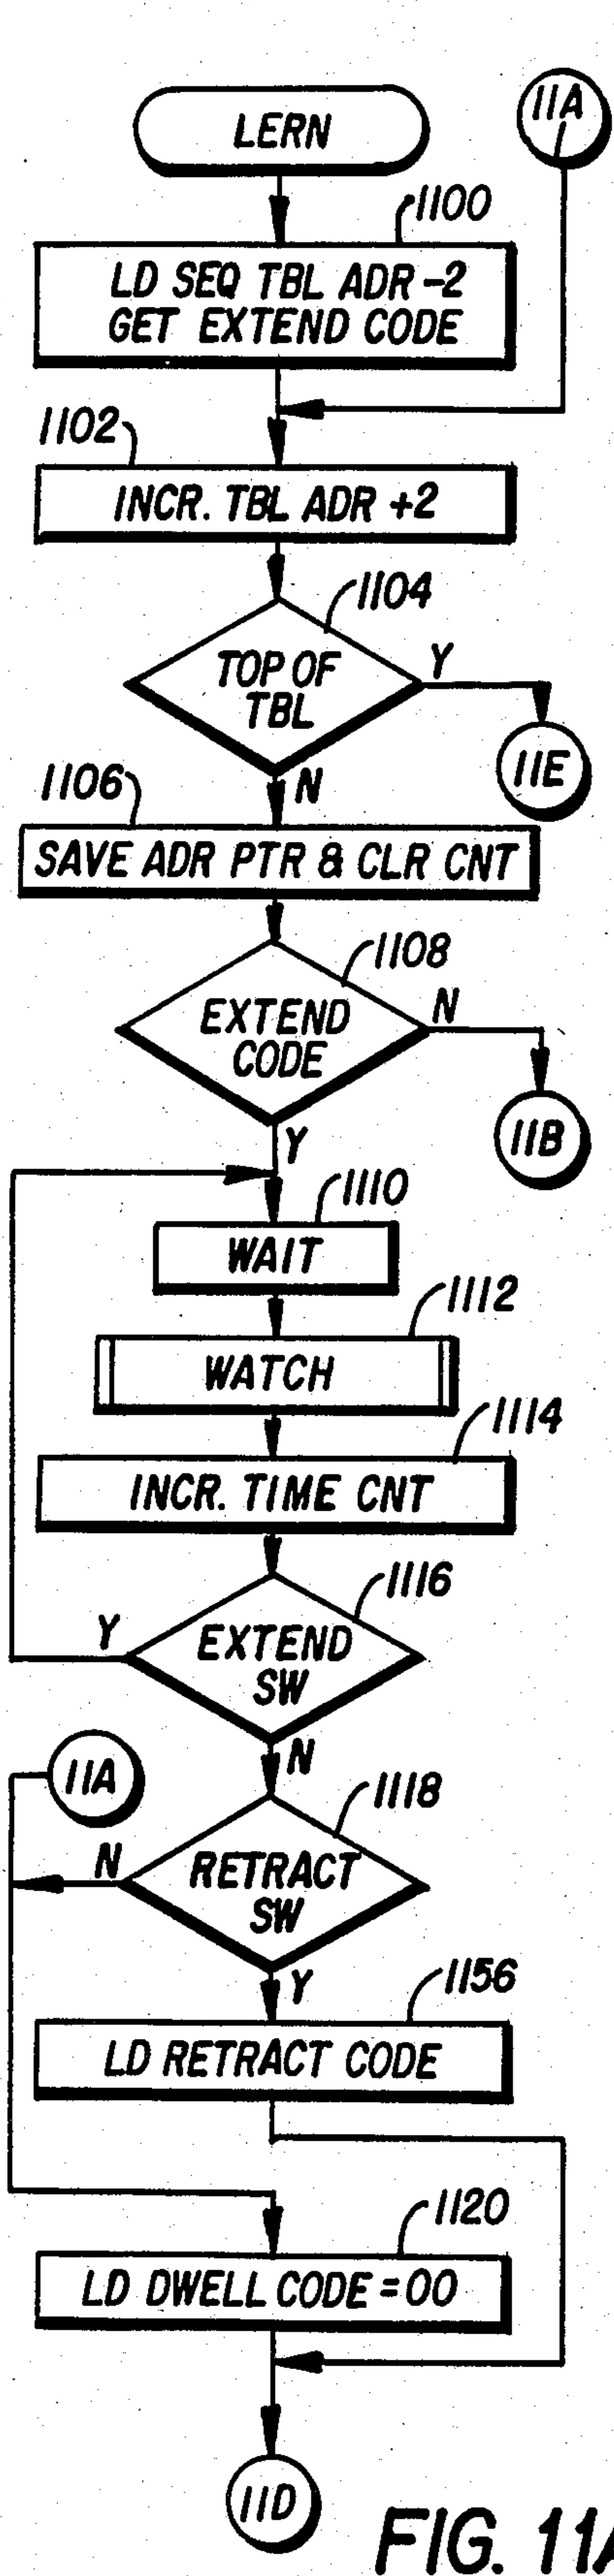 LERN
11A
1100
LD SEQ TBL ADR -2
GET EXTEND CODE
1102
INCR. TBL ADR +2
1104
TOP OF
TBL
Y
11E
N
1106
SAVE ADR PTR & CLR CNT
1108
EXTEND
CODE
N
11B
Y
1110
WAIT
1112
WATCH
1114
INCR. TIME CNT
1116
EXTEND
SW
Y
N
11A
1118
RETRACT
SW
N
Y
1156
LD RETRACT CODE
1120
LD DWELL CODE = 00
11D
FIG. 11A